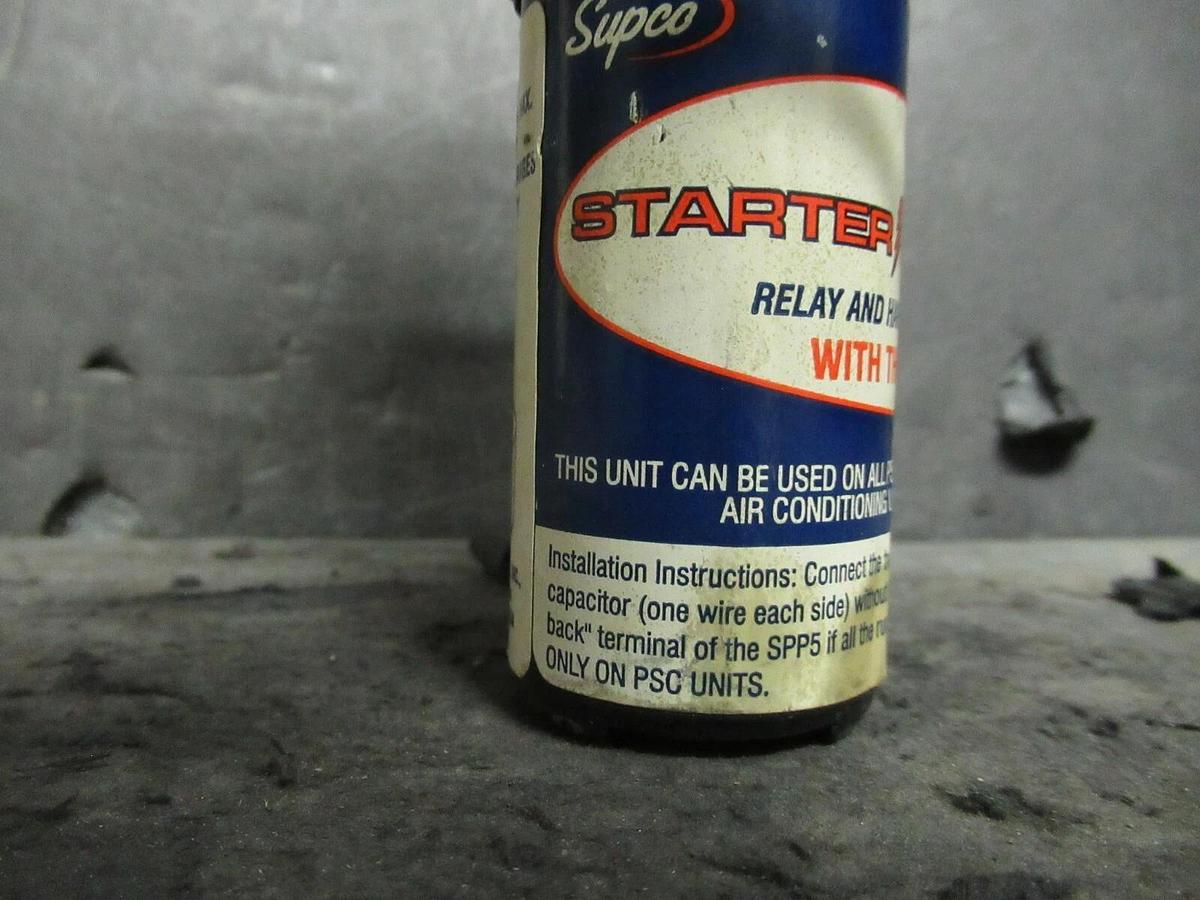 Supco
STARTER
RELAY AND
WITH
THIS UNIT CAN BE USED ON ALL
AIR CONDITIONING
Installation Instructions: Connect the
capacitor (one wire each side)
back" terminal of the SPP5 if all the
ONLY ON PSC UNITS.